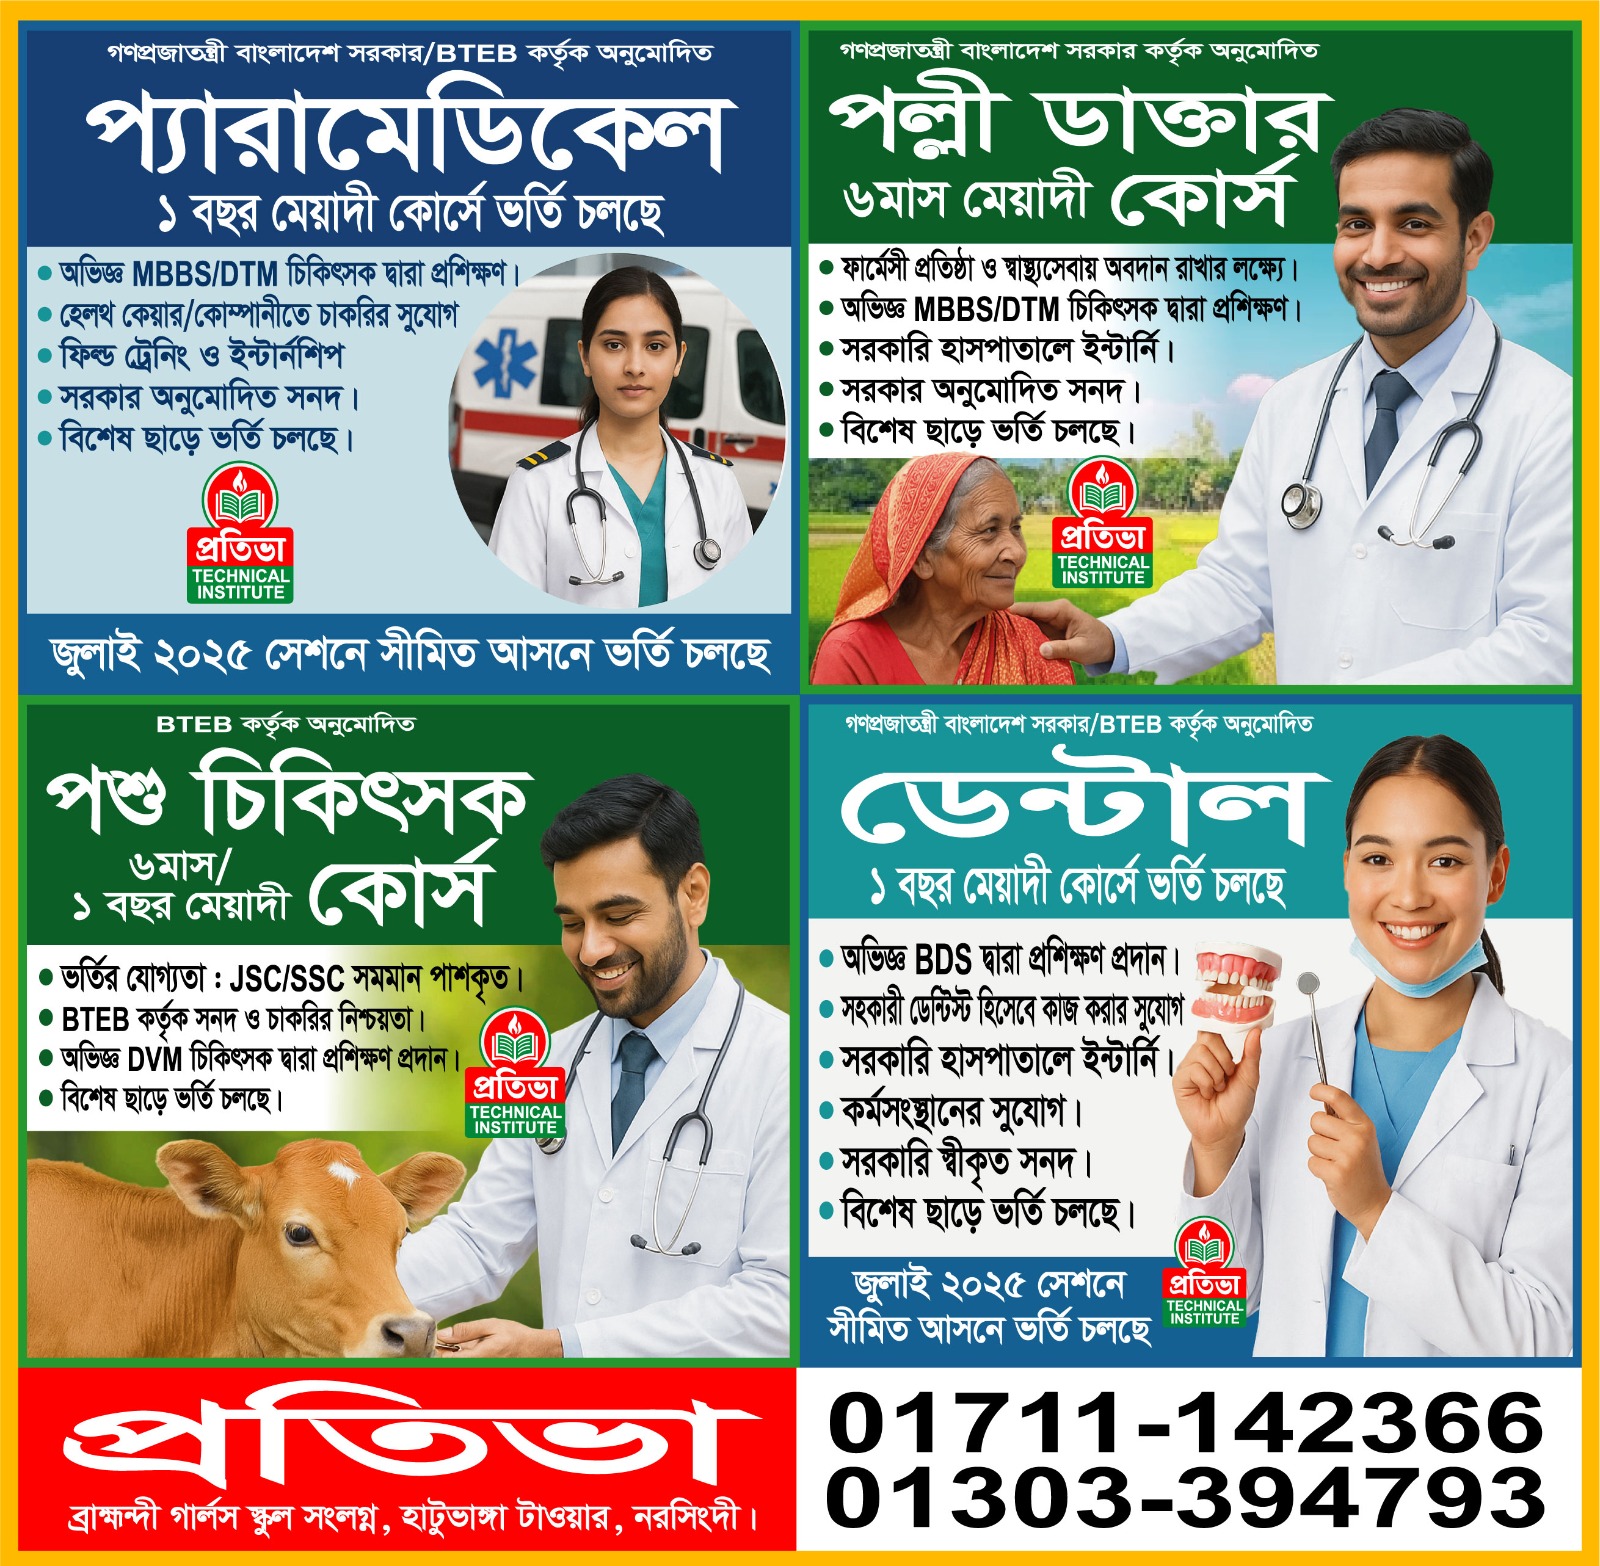 গণপ্রজাতন্ত্রী বাংলাদেশ সরকার/BTEB কর্তৃক অনুমোদিত
প্যারামেডিকেল
১ বছর মেয়াদী কোর্সে ভর্তি চলছে
• অভিজ্ঞ MBBS/DTM চিকিৎসক দ্বারা প্রশিক্ষণ।
• হেলথ কেয়ার/কোম্পানীতে চাকরির সুযোগ
• ফিল্ড ট্রেনিং ও ইন্টার্নশিপ
• সরকার অনুমোদিত সনদ।
• বিশেষ ছাড়ে ভর্তি চলছে।
প্রতিভা
TECHNICAL
INSTITUTE
জুলাই ২০২৫ সেশনে সীমিত আসনে ভর্তি চলছে
গণপ্রজাতন্ত্রী বাংলাদেশ সরকার কর্তৃক অনুমোদিত
পল্লী ডাক্তার
৬মাস মেয়াদী কোর্স
• ফার্মেসী প্রতিষ্ঠা ও স্বাস্থ্যসেবায় অবদান রাখার লক্ষ্যে।
• অভিজ্ঞ MBBS/DTM চিকিৎসক দ্বারা প্রশিক্ষণ।
• সরকারি হাসপাতালে ইন্টার্নি।
• সরকার অনুমোদিত সনদ।
• বিশেষ ছাড়ে ভর্তি চলছে।
প্রতিভা
TECHNICAL
INSTITUTE
BTEB কর্তৃক অনুমোদিত
পশু চিকিৎসক
৬মাস/
১ বছর মেয়াদী কোর্স
• ভর্তির যোগ্যতা : JSC/SSC সমমান পাশকৃত।
• BTEB কর্তৃক সনদ ও চাকরির নিশ্চয়তা।
• অভিজ্ঞ DVM চিকিৎসক দ্বারা প্রশিক্ষণ প্রদান।
• বিশেষ ছাড়ে ভর্তি চলছে।
প্রতিভা
TECHNICAL
INSTITUTE
গণপ্রজাতন্ত্রী বাংলাদেশ সরকার/BTEB কর্তৃক অনুমোদিত
ডেন্টাল
১ বছর মেয়াদী কোর্সে ভর্তি চলছে
• অভিজ্ঞ BDS দ্বারা প্রশিক্ষণ প্রদান।
• সহকারী ডেন্টিস্ট হিসেবে কাজ করার সুযোগ
• সরকারি হাসপাতালে ইন্টার্নি।
• কর্মসংস্থানের সুযোগ।
• সরকারি স্বীকৃত সনদ।
• বিশেষ ছাড়ে ভর্তি চলছে।
জুলাই ২০২৫ সেশনে
সীমিত আসনে ভর্তি চলছে
প্রতিভা
TECHNICAL
INSTITUTE
প্রতিভা
ব্রাহ্মন্দী গার্লস স্কুল সংলগ্ন, হাটুভাঙ্গা টাওয়ার, নরসিংদী।
01711-142366
01303-394793